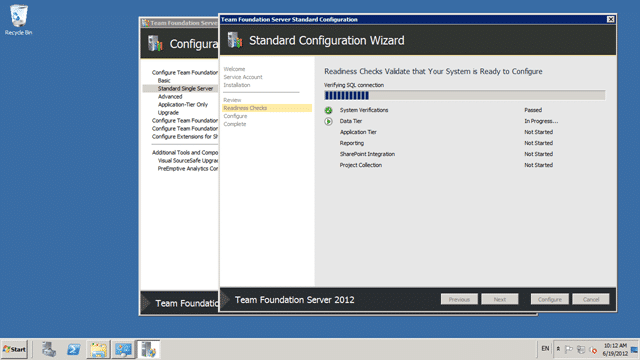 Recycle Bin
Team Foundation Server
Configura
Configure Team Foundation
Basic
Standard Single Server
Advanced
Application-Tier Only
Upgrade
Configure Team Foundation
Configure Team Foundation
Configure Extensions for Sh
Additional Tools and Compo
Visual SourceSafe Upgra
PreEmptive Analytics Co
Team Foundatio
Team Foundation Server Standard Configuration
Standard Configuration Wizard
Welcome
Service Account
Installation
Review
Readiness Checks
Configure
Complete
Readiness Checks Validate that Your System is Ready to Configure
Verifying SQL connection
System Verifications Passed
Data Tier In Progress...
Application Tier Not Started
Reporting Not Started
SharePoint Integration Not Started
Project Collection Not Started
Team Foundation Server 2012
Previous Next Configure Cancel
Start
EN
10:12 AM
6/19/2012